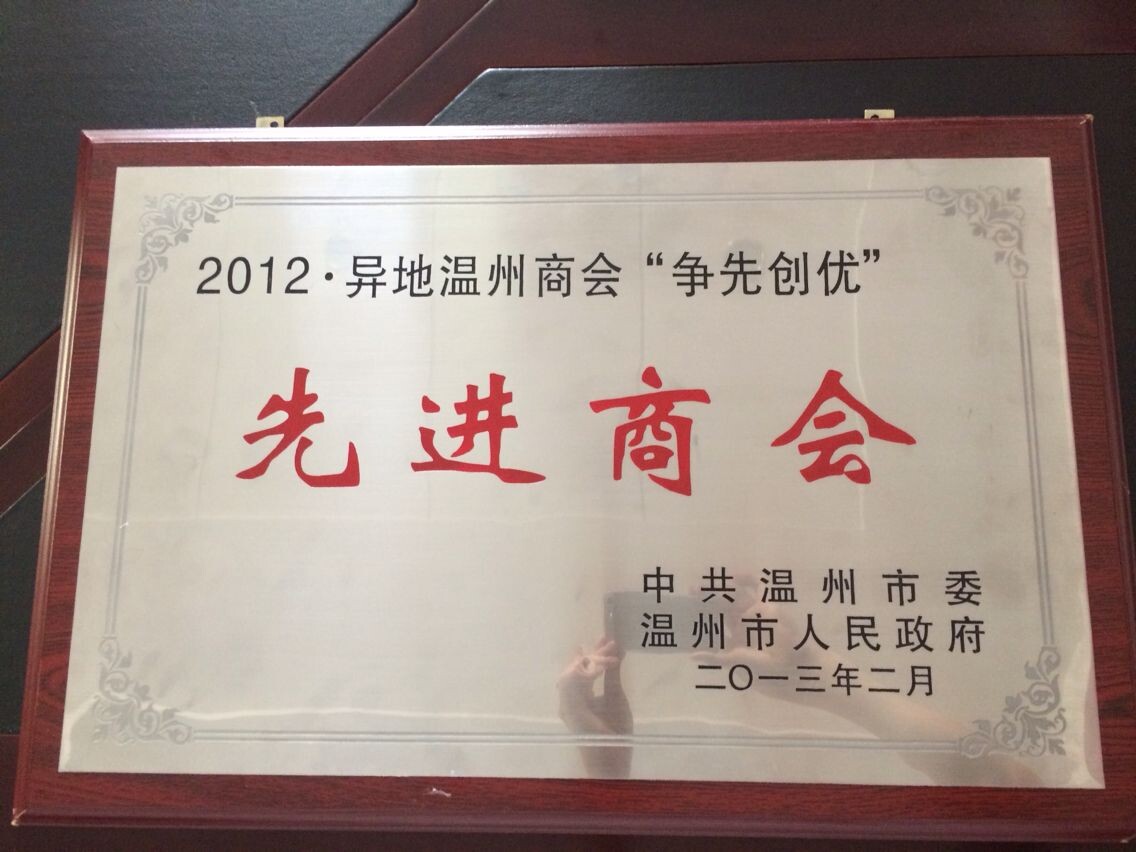 2012·异地温州商会“争先创优”
先进商会
中共温州市委
温州市人民政府
二〇一三年二月